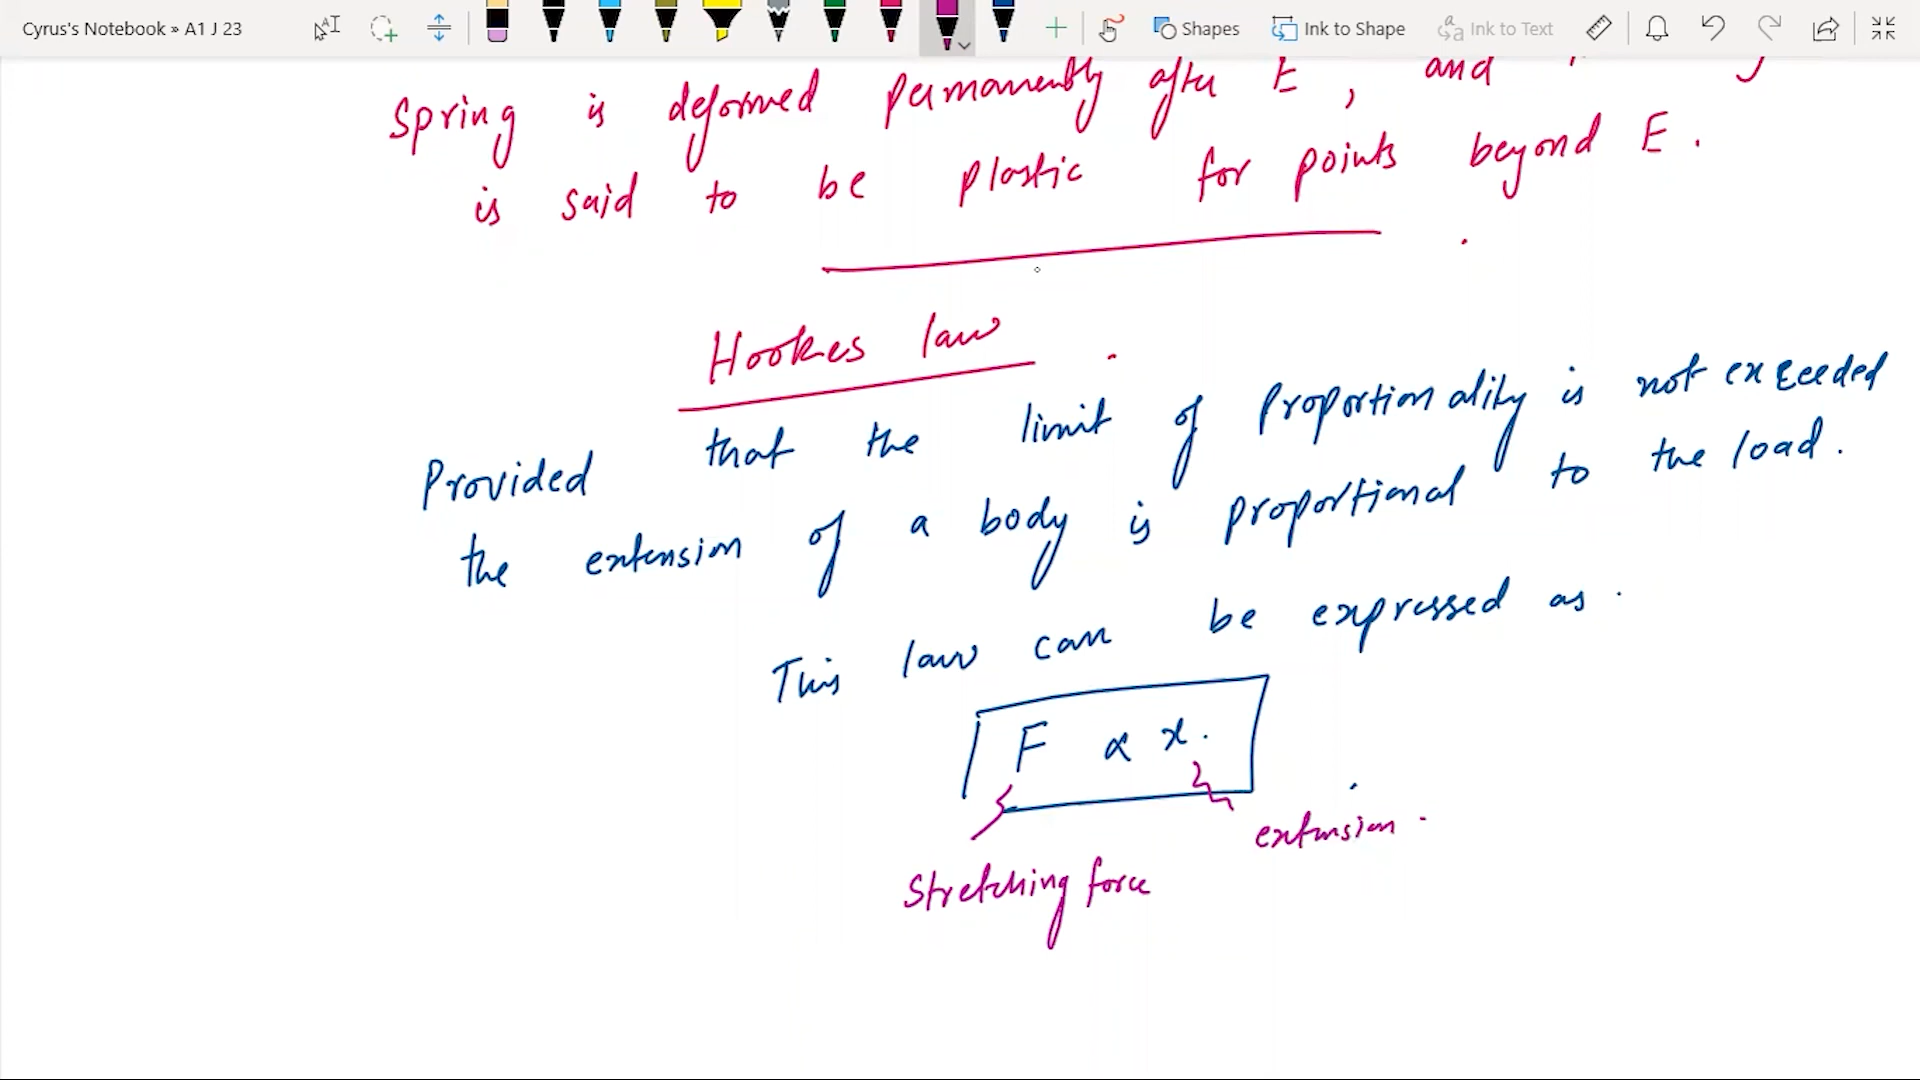 Cyrus's Notebook » A1 J 23
Shapes
Ink to Shape
Ink to Text
Spring is deformed permanently after E, and
is said to be plastic for points beyond E.
Hookes law
Provided that the limit of proportionality is not exceeded
the extension of a body is proportional to the load.
This law can be expressed as.
F ∝ x.
extension.
Stretching force